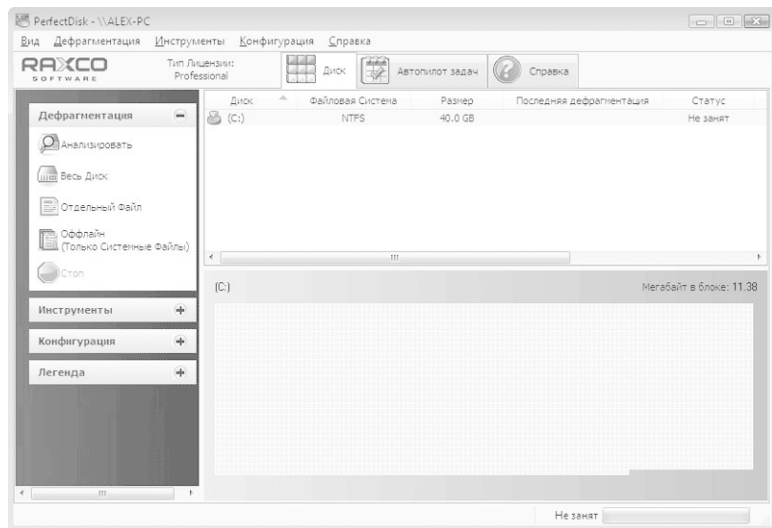 PerfectDisk - \\ALEX-PC
Вид Дефрагментация Инструменты Конфигурация Справка
RAXCO
SOFTWARE
Тип Лицензии:
Professional
Диск
Автопилот задач
Справка
Дефрагментация
Анализировать
Весь Диск
Отдельный Файл
Оффлайн
(Только Системные Файлы)
Стоп
Инструменты
Конфигурация
Легенда
Диск Файловая Система Размер Последняя дефрагментация Статус
(C:) NTFS 40.0 GB Не занят
(C:) Мегабайт в блоке: 11.38
Не занят